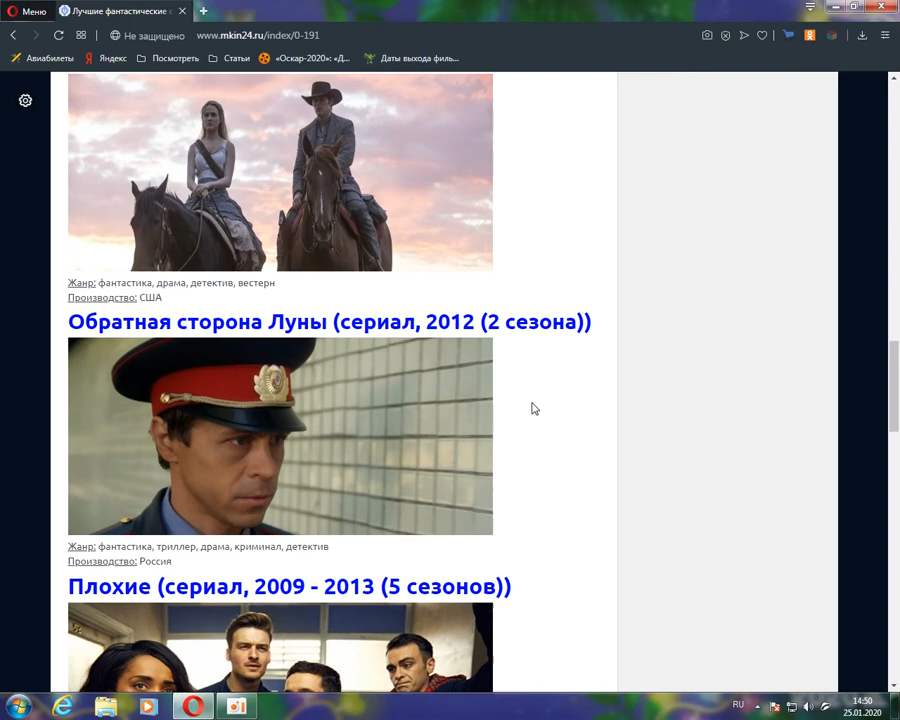 Меню
Лучшие фантастические с
Не защищено
www.mkin24.ru/index/0-191
Авиабилеты
Яндекс
Посмотреть
Статьи
«Оскар-2020»: «Д...
Даты выхода филь...
Жанр: фантастика, драма, детектив, вестерн
Производство: США
Обратная сторона Луны (сериал, 2012 (2 сезона))
Жанр: фантастика, триллер, драма, криминал, детектив
Производство: Россия
Плохие (сериал, 2009 - 2013 (5 сезонов))
RU
14:50
25.01.2020